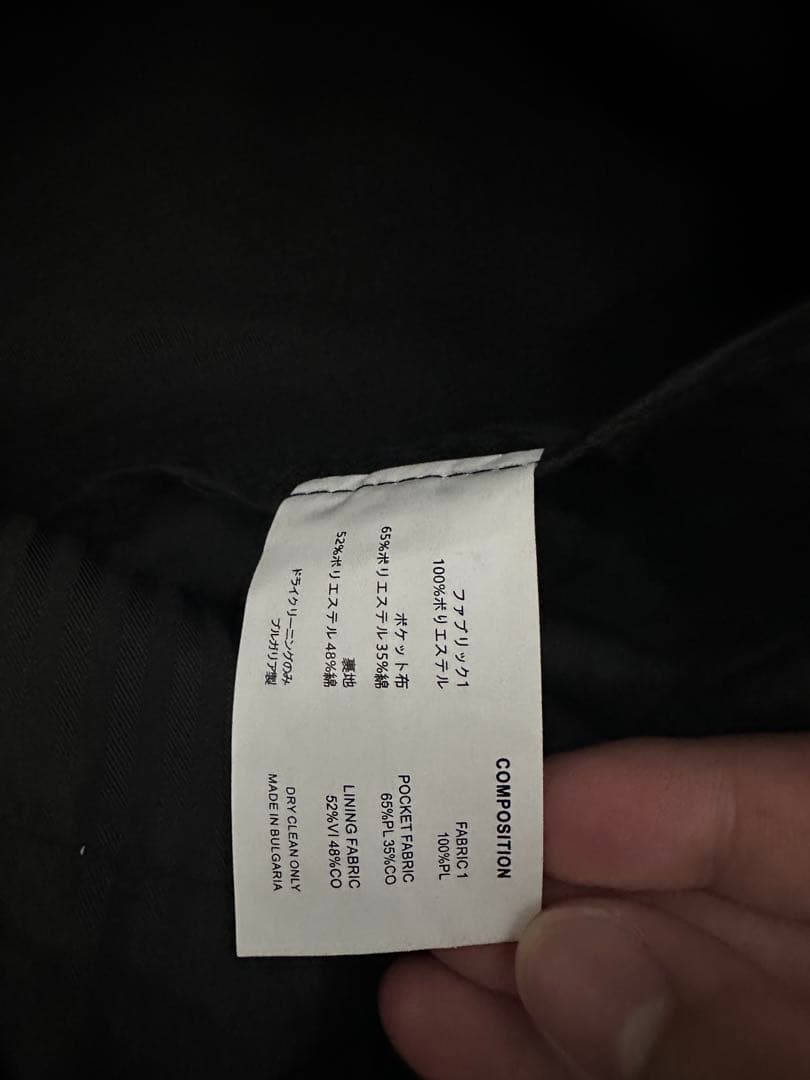 COMPOSITION
ファブリック1
100%ポリエステル
FABRIC 1
100%PL
ポケット布
65%ポリエステル 35%綿
POCKET FABRIC
65%PL 35%CO
裏地
52%ポリエステル 48%綿
LINING FABRIC
52%VI 48%CO
ドライクリーニングのみ
ブルガリア製
DRY CLEAN ONLY
MADE IN BULGARIA